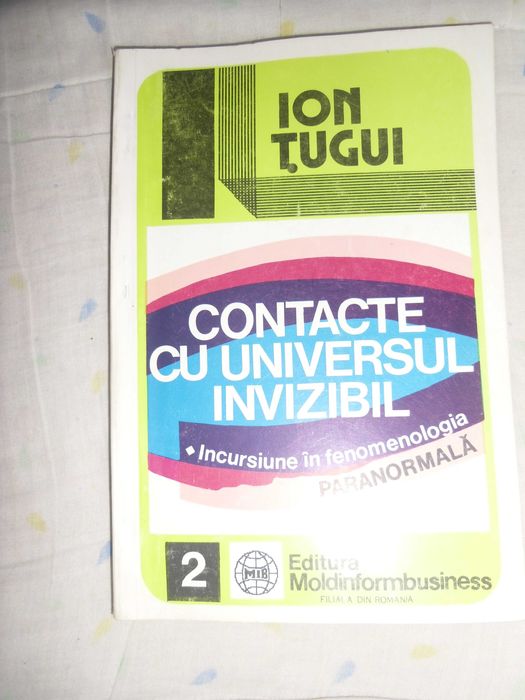 ION
ȚUGUI
CONTACTE
CU UNIVERSUL
INVIZIBIL
◆ Incursiune în fenomenologia
PARANORMALĂ
2
MIB
Editura
Moldinformbusiness
FILIALA DIN ROMANIA